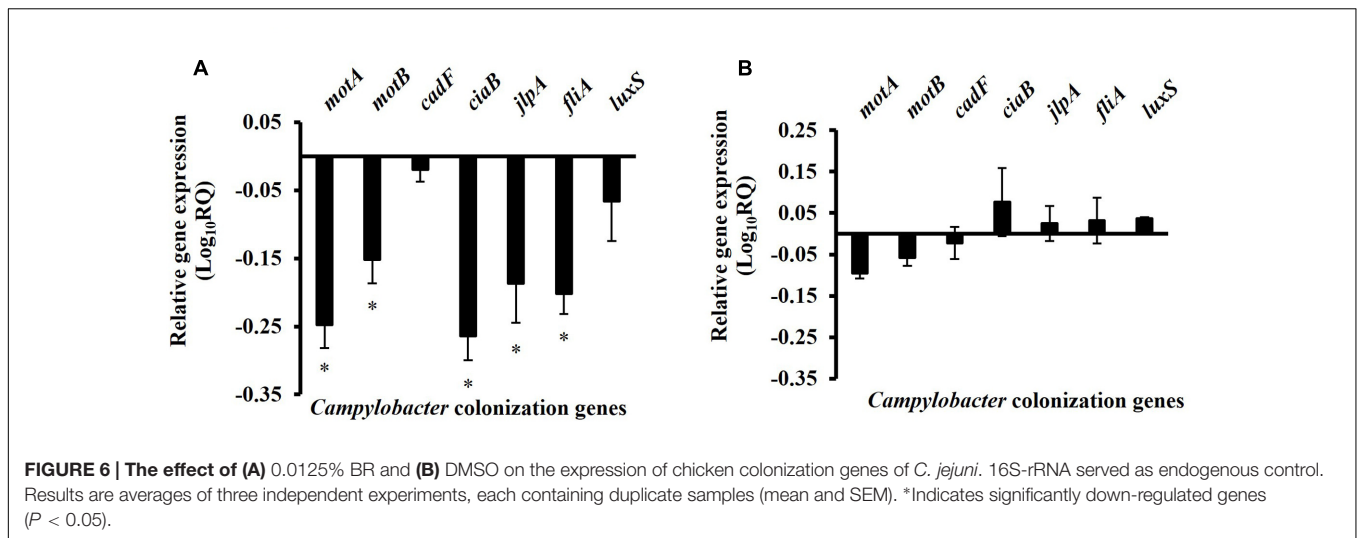 A
motA motB cadF ciaB jlpA fliA luxS
Relative gene expression
(Log10RQ)
0.05
-0.05
-0.15
-0.25
-0.35
* * * * *
Campylobacter colonization genes
B
motA motB cadF ciaB jlpA fliA luxS
Relative gene expression
(Log10RQ)
0.25
0.15
0.05
-0.05
-0.15
-0.25
-0.35
Campylobacter colonization genes
FIGURE 6 | The effect of (A) 0.0125% BR and (B) DMSO on the expression of chicken colonization genes of C. jejuni. 16S-rRNA served as endogenous control.
Results are averages of three independent experiments, each containing duplicate samples (mean and SEM). *Indicates significantly down-regulated genes
(P < 0.05).